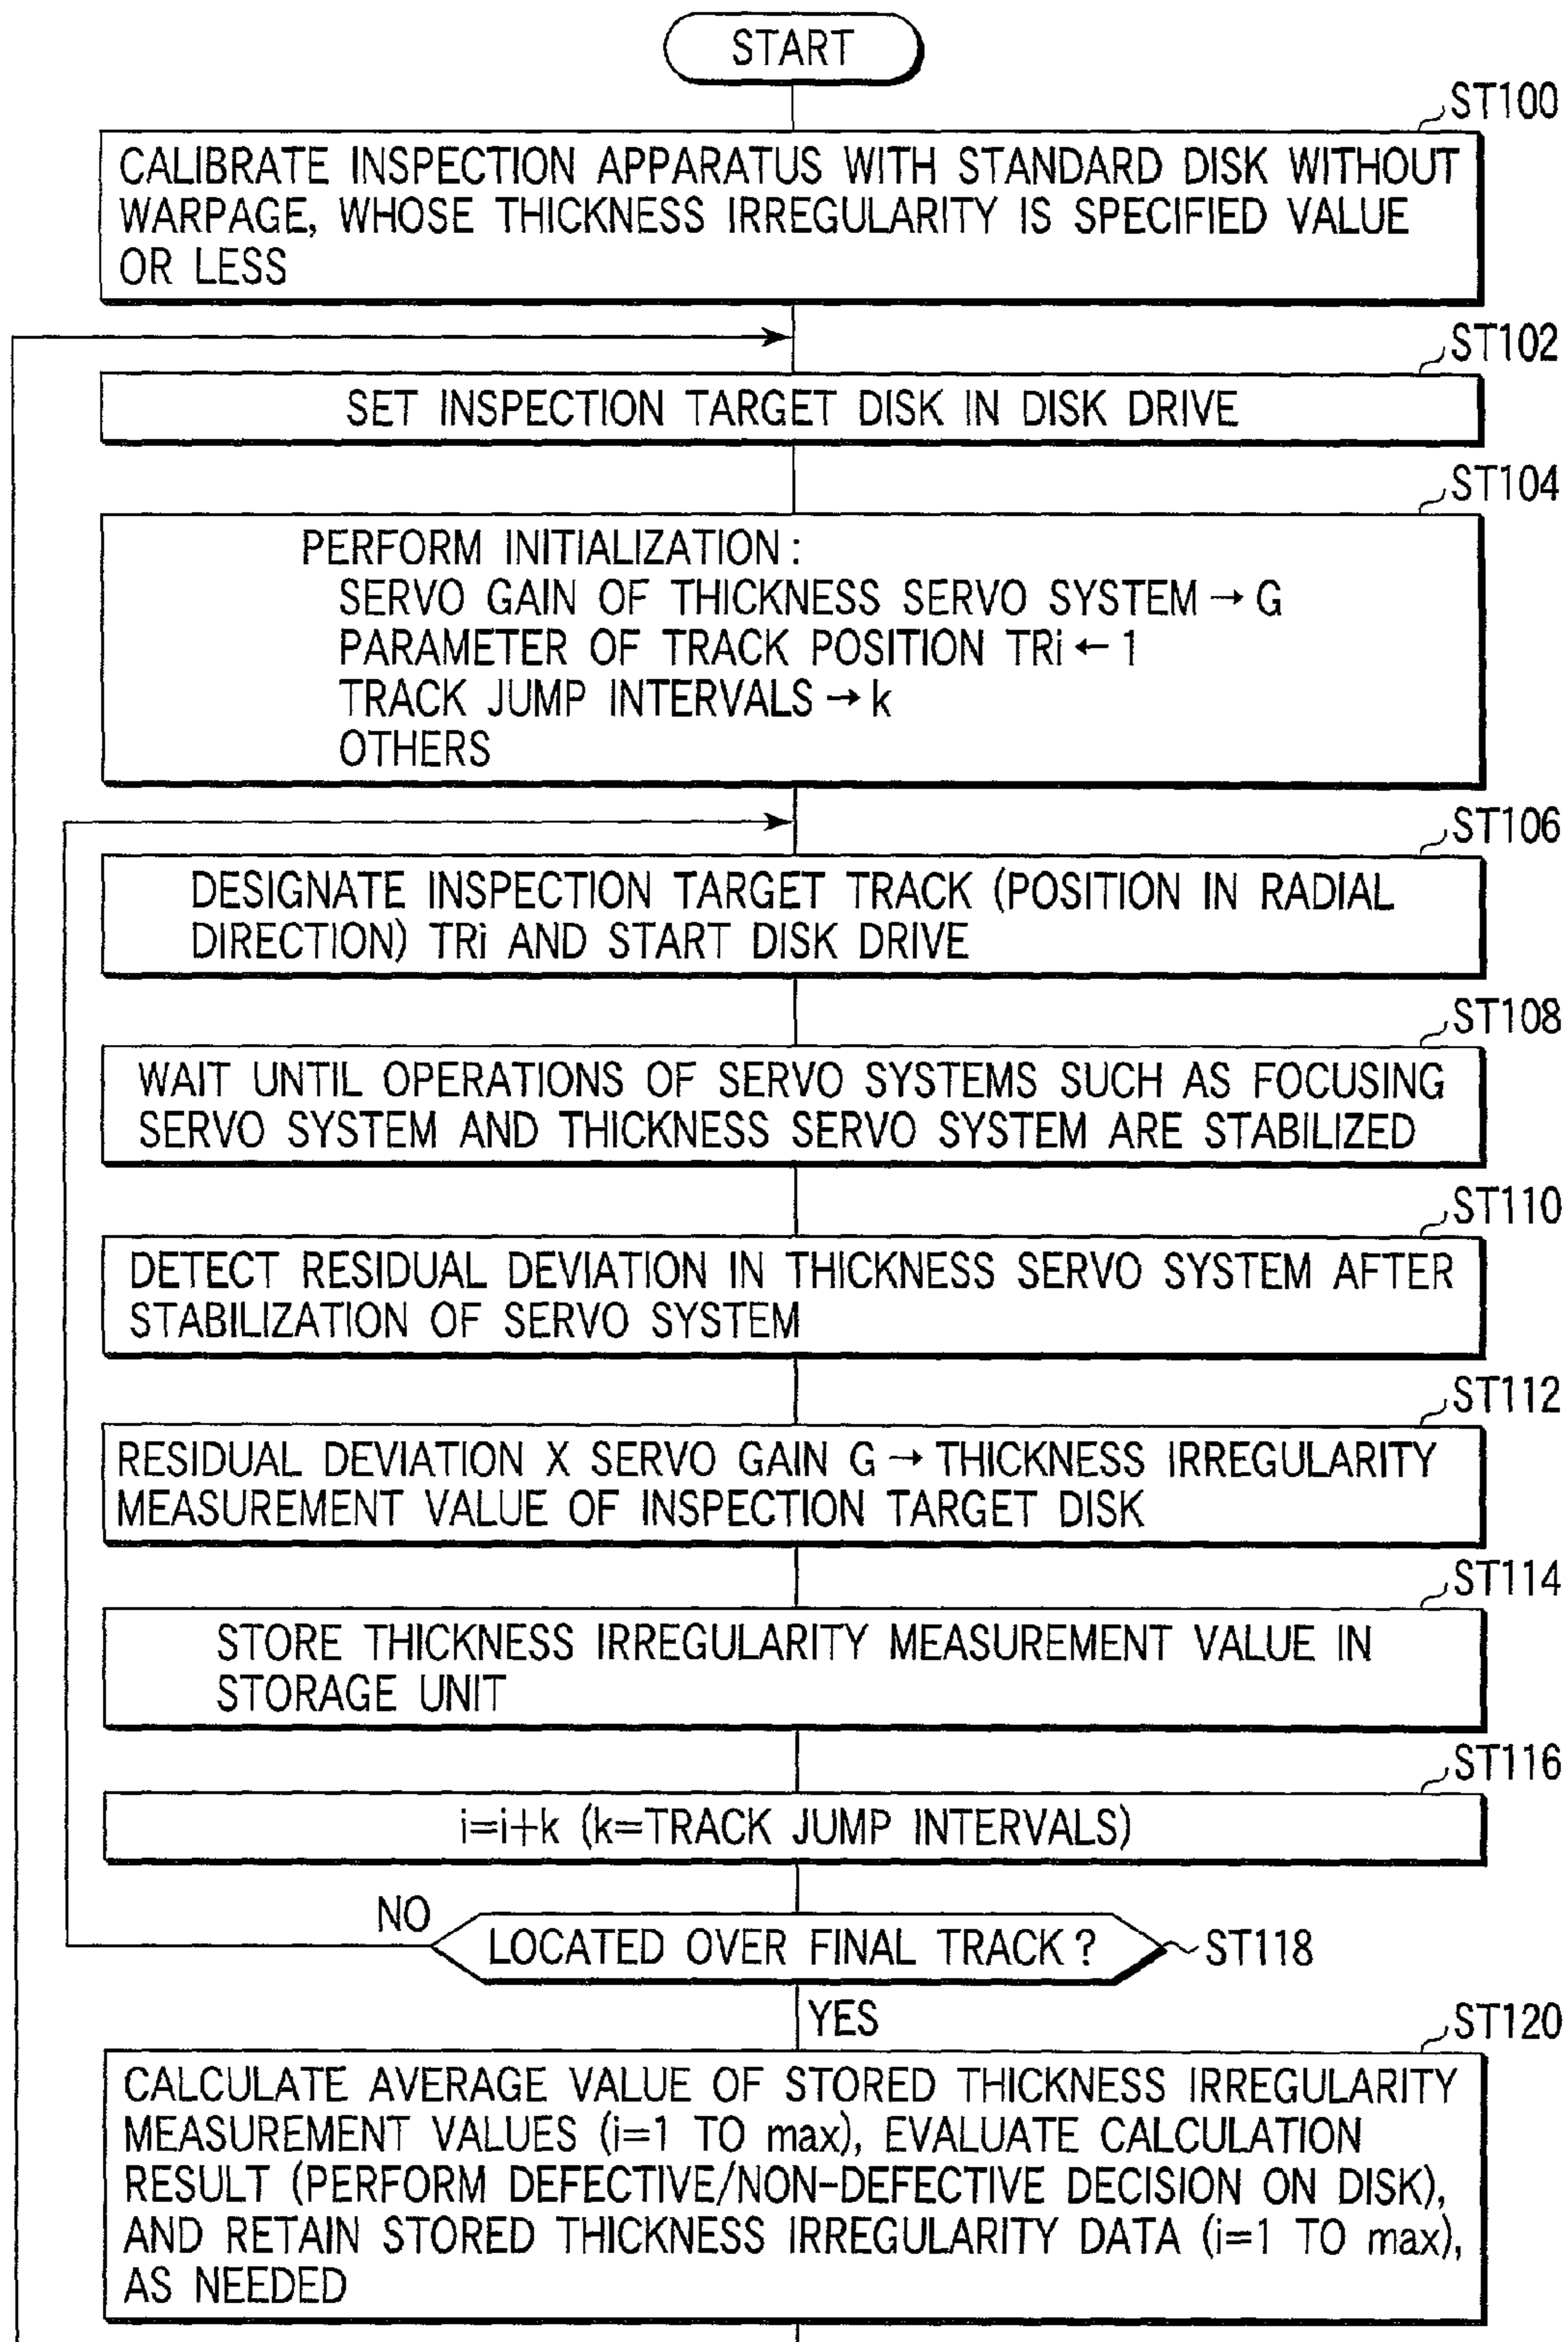 START
ST100
CALIBRATE INSPECTION APPARATUS WITH STANDARD DISK WITHOUT
WARPAGE, WHOSE THICKNESS IRREGULARITY IS SPECIFIED VALUE
OR LESS
ST102
SET INSPECTION TARGET DISK IN DISK DRIVE
ST104
PERFORM INITIALIZATION:
SERVO GAIN OF THICKNESS SERVO SYSTEM → G
PARAMETER OF TRACK POSITION TRi ← 1
TRACK JUMP INTERVALS → k
OTHERS
ST106
DESIGNATE INSPECTION TARGET TRACK (POSITION IN RADIAL
DIRECTION) TRi AND START DISK DRIVE
ST108
WAIT UNTIL OPERATIONS OF SERVO SYSTEMS SUCH AS FOCUSING
SERVO SYSTEM AND THICKNESS SERVO SYSTEM ARE STABILIZED
ST110
DETECT RESIDUAL DEVIATION IN THICKNESS SERVO SYSTEM AFTER
STABILIZATION OF SERVO SYSTEM
ST112
RESIDUAL DEVIATION X SERVO GAIN G → THICKNESS IRREGULARITY
MEASUREMENT VALUE OF INSPECTION TARGET DISK
ST114
STORE THICKNESS IRREGULARITY MEASUREMENT VALUE IN
STORAGE UNIT
ST116
i=i+k (k=TRACK JUMP INTERVALS)
NO
LOCATED OVER FINAL TRACK?
ST118
YES
ST120
CALCULATE AVERAGE VALUE OF STORED THICKNESS IRREGULARITY
MEASUREMENT VALUES (i=1 TO max), EVALUATE CALCULATION
RESULT (PERFORM DEFECTIVE/NON-DEFECTIVE DECISION ON DISK),
AND RETAIN STORED THICKNESS IRREGULARITY DATA (i=1 TO max),
AS NEEDED